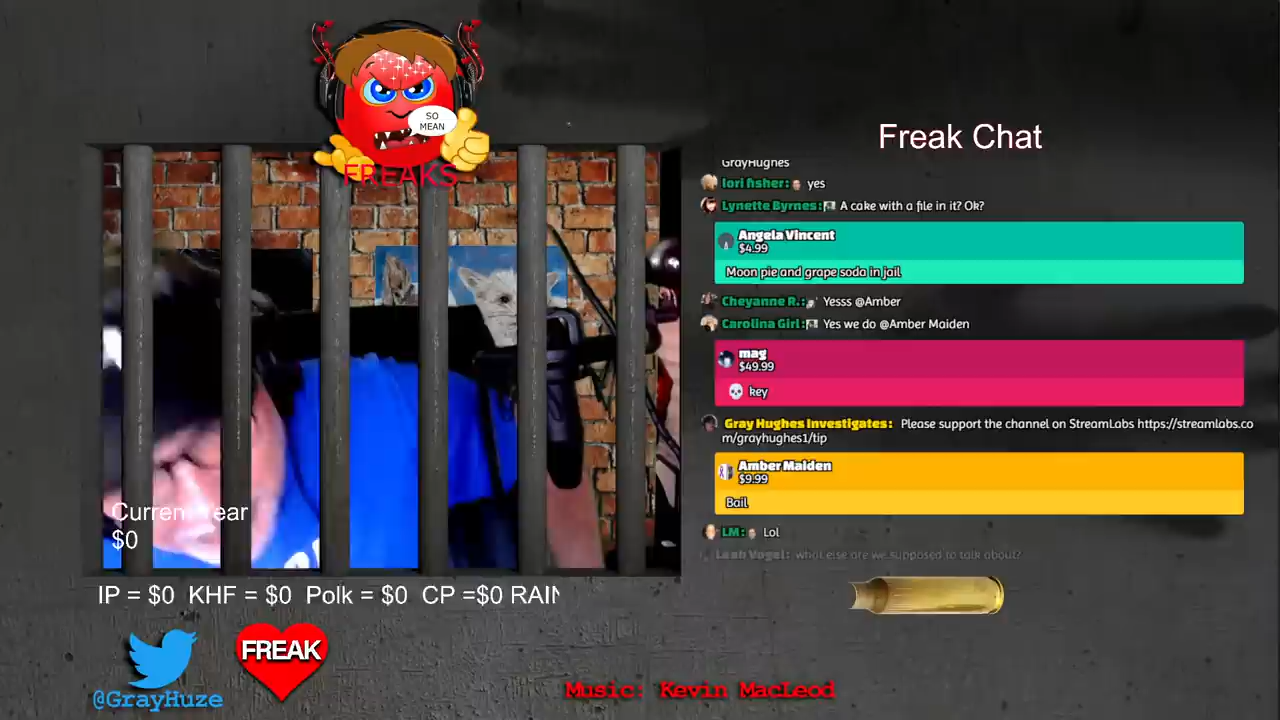 SO
MEAN
FREAKS
Freak Chat
GrayHughes
lori fisher: yes
Lynette Byrnes: A cake with a file in it? Ok?
Angela Vincent
$4.99
Moon pie and grape soda in jail
Cheyanne R.: Yesss @Amber
Carolina Girl: Yes we do @Amber Maiden
mag
$49.99
key
Gray Hughes Investigates: Please support the channel on StreamLabs https://streamlabs.co
m/grayhughes1/tip
Amber Maiden
$9.99
Bail
LM: Lol
Leah Vogel: what else are we supposed to talk about?
Current Year
$0
IP = $0 KHF = $0 Polk = $0 CP =$0 RAIN
FREAK
@GrayHuze
Music: Kevin MacLeod